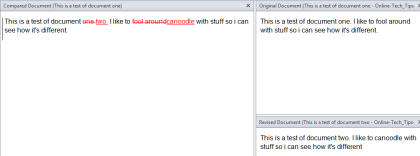 Compared Document (This is a test of document one)
This is a test of document one.two. I like to fool aroundcanoodle with stuff so i can
see how it's different.
Original Document (This is a test of document one - Online-Tech_Tips-
This is a test of document one. I like to fool around
with stuff so i can see how it's different.
Revised Document (This is a test of document two - Online-Tech_Tips-
This is a test of document two. I like to canoodle with
stuff so i can see how it's different.